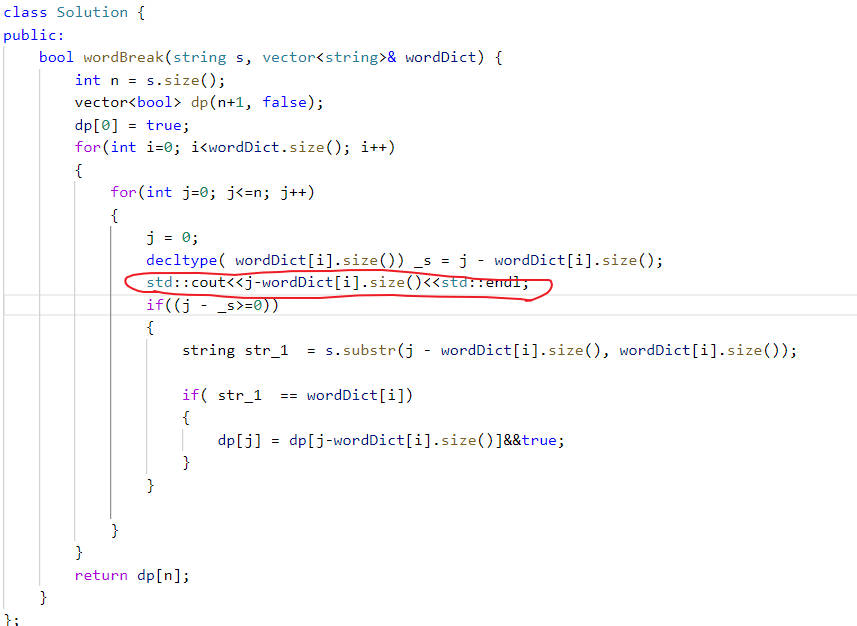 class Solution {
public:
    bool wordBreak(string s, vector<string>& wordDict) {
        int n = s.size();
        vector<bool> dp(n+1, false);
        dp[0] = true;
        for(int i=0; i<wordDict.size(); i++)
        {
            for(int j=0; j<=n; j++)
            {
                j = 0;
                decltype( wordDict[i].size()) _s = j - wordDict[i].size();
                std::cout<<j-wordDict[i].size()<<std::endl;
                if((j - _s>=0))
                {
                    string str_1  = s.substr(j - wordDict[i].size(), wordDict[i].size());
                    if( str_1  == wordDict[i])
                    {
                        dp[j] = dp[j-wordDict[i].size()]&&true;
                    }
                }
            }
        }
        return dp[n];
    }
};